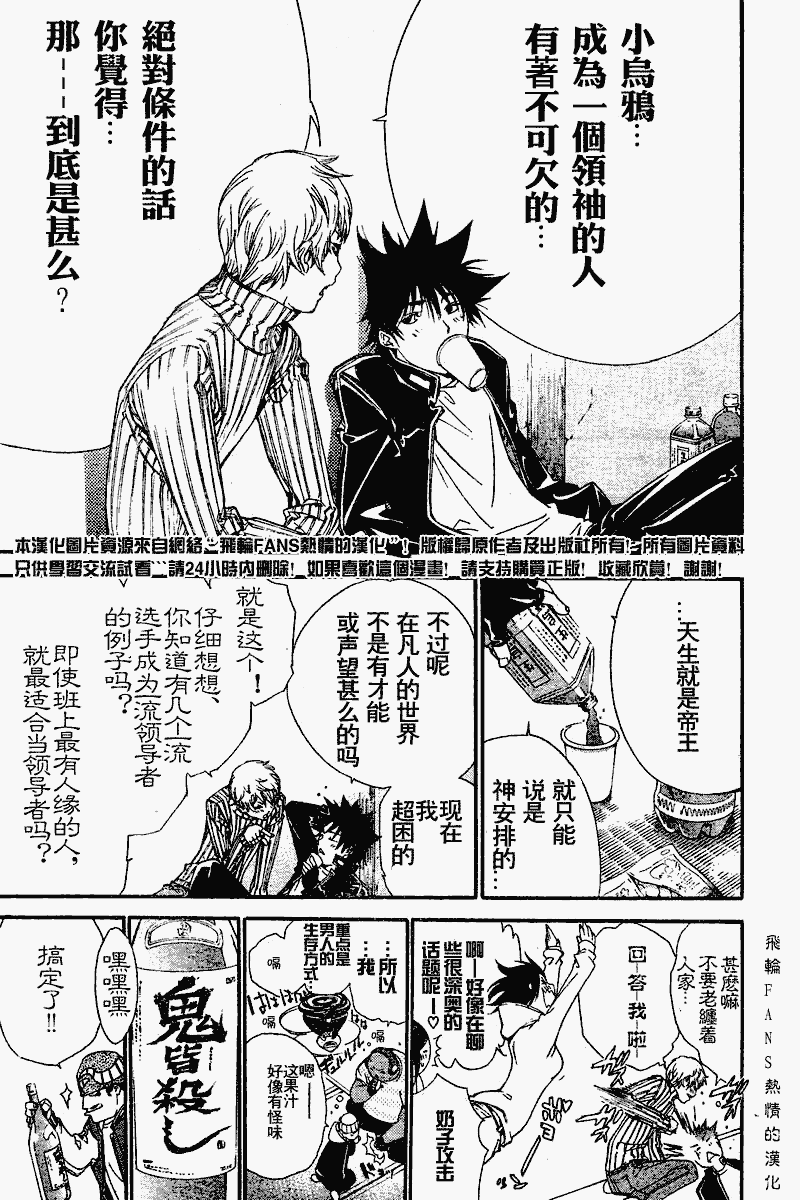 小烏鴉…
成為一個領袖的人
有著不可欠的…
絕對條件的話
你覺得…
那---到底是甚么?
本漢化圖片資源來自網絡“飛輪FANS熱情的漢化”! 版權歸原作者及出版社所有! 所有圖片資料
只供學習交流試看 請24小時內刪除! 如果喜歡這個漫畫! 請支持購買正版! 收藏欣賞! 謝謝!
…天生就是帝王
就只能
说是
神安排的…
不过呢
在凡人的世界
不是有才能
或声望甚么的吗
现在
我
超困的
就是这个!
仔细想想、
你知道有几个一流
选手成为一流领导者
的例子吗?
即使班上最有人缘的人,
就最适合当领导者吗?
甚麽嘛
不要老纏着
人家…
回-答-我-啦-
啊—好像在聊
些很深奥的
话题呢—♡
奶子攻击
…所以
…我
重点是
男人的
生存方式…
嗝
嗝
嗝
はははは
嗯——
这果汁
好像有怪味
鬼皆殺し
嘿嘿嘿
搞定了!!
飛輪FANS熱情的漢化